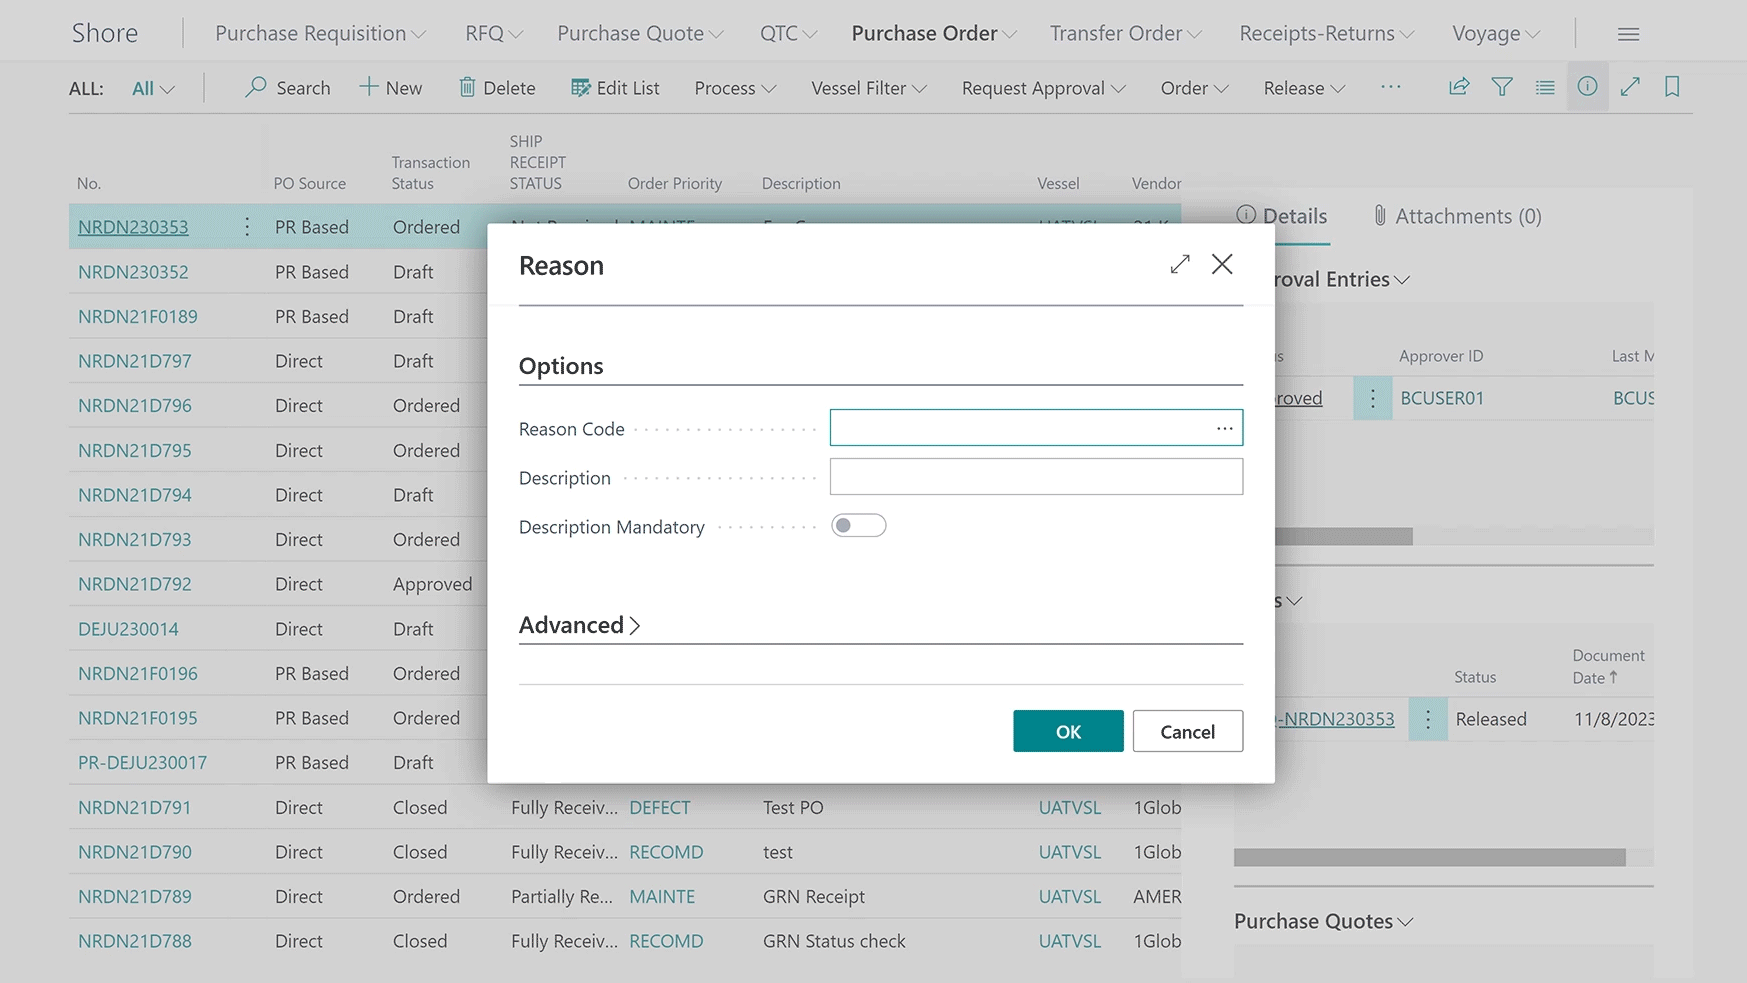 Shore Purchase Requisition RFQ Purchase Quote QTC Purchase Order Transfer Order Receipts-Returns Voyage
ALL: All Search New Delete Edit List Process Vessel Filter Request Approval Order Release ...
No. PO Source Transaction Status SHIP RECEIPT STATUS Order Priority Description Vessel Vendor
NRDN230353 PR Based Ordered
NRDN230352 PR Based Draft
NRDN21F0189 PR Based Draft
NRDN21D797 Direct Draft
NRDN21D796 Direct Ordered
NRDN21D795 Direct Ordered
NRDN21D794 Direct Draft
NRDN21D793 Direct Ordered
NRDN21D792 Direct Approved
DEJU230014 Direct Draft
NRDN21F0196 PR Based Ordered
NRDN21F0195 PR Based Ordered
PR-DEJU230017 PR Based Draft
NRDN21D791 Direct Closed Fully Receiv... DEFECT Test PO UATVSL 1Glob
NRDN21D790 Direct Closed Fully Receiv... RECOMD test UATVSL 1Glob
NRDN21D789 Direct Ordered Partially Re... MAINTE GRN Receipt UATVSL AMER
NRDN21D788 Direct Closed Fully Receiv... RECOMD GRN Status check UATVSL 1Glob
Reason
Options
Reason Code
...
Description
Description Mandatory
Advanced
OK Cancel
Details Attachments (0)
roval Entries
Approver ID Last M
roved BCUSER01 BCUS
Status Document Date
-NRDN230353 Released 11/8/2023
Purchase Quotes